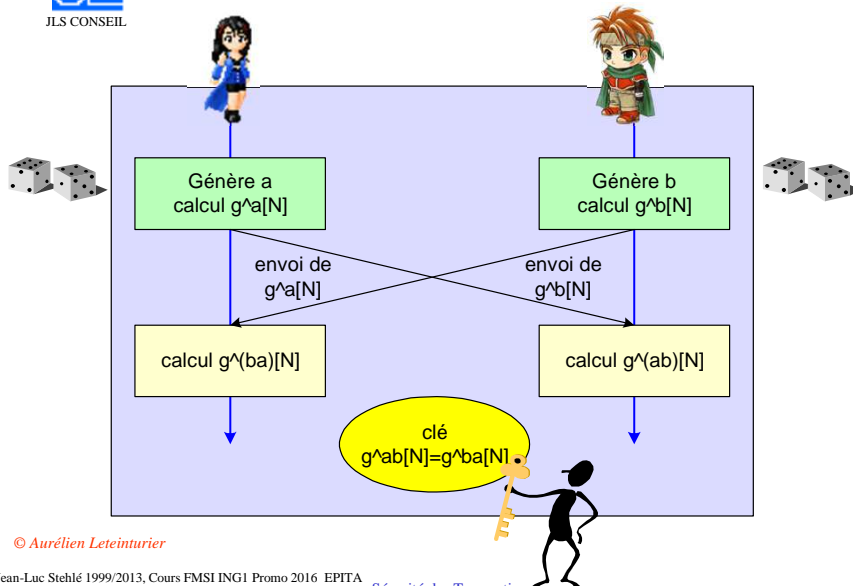 JLS CONSEIL
Génère a
calcul g^a[N]
Génère b
calcul g^b[N]
envoi de
g^a[N]
envoi de
g^b[N]
calcul g^(ba)[N]
calcul g^(ab)[N]
clé
g^ab[N]=g^ba[N]
© Aurélien Leteinturier
ean-Luc Stehlé 1999/2013, Cours FMSI ING1 Promo 2016 EPITA